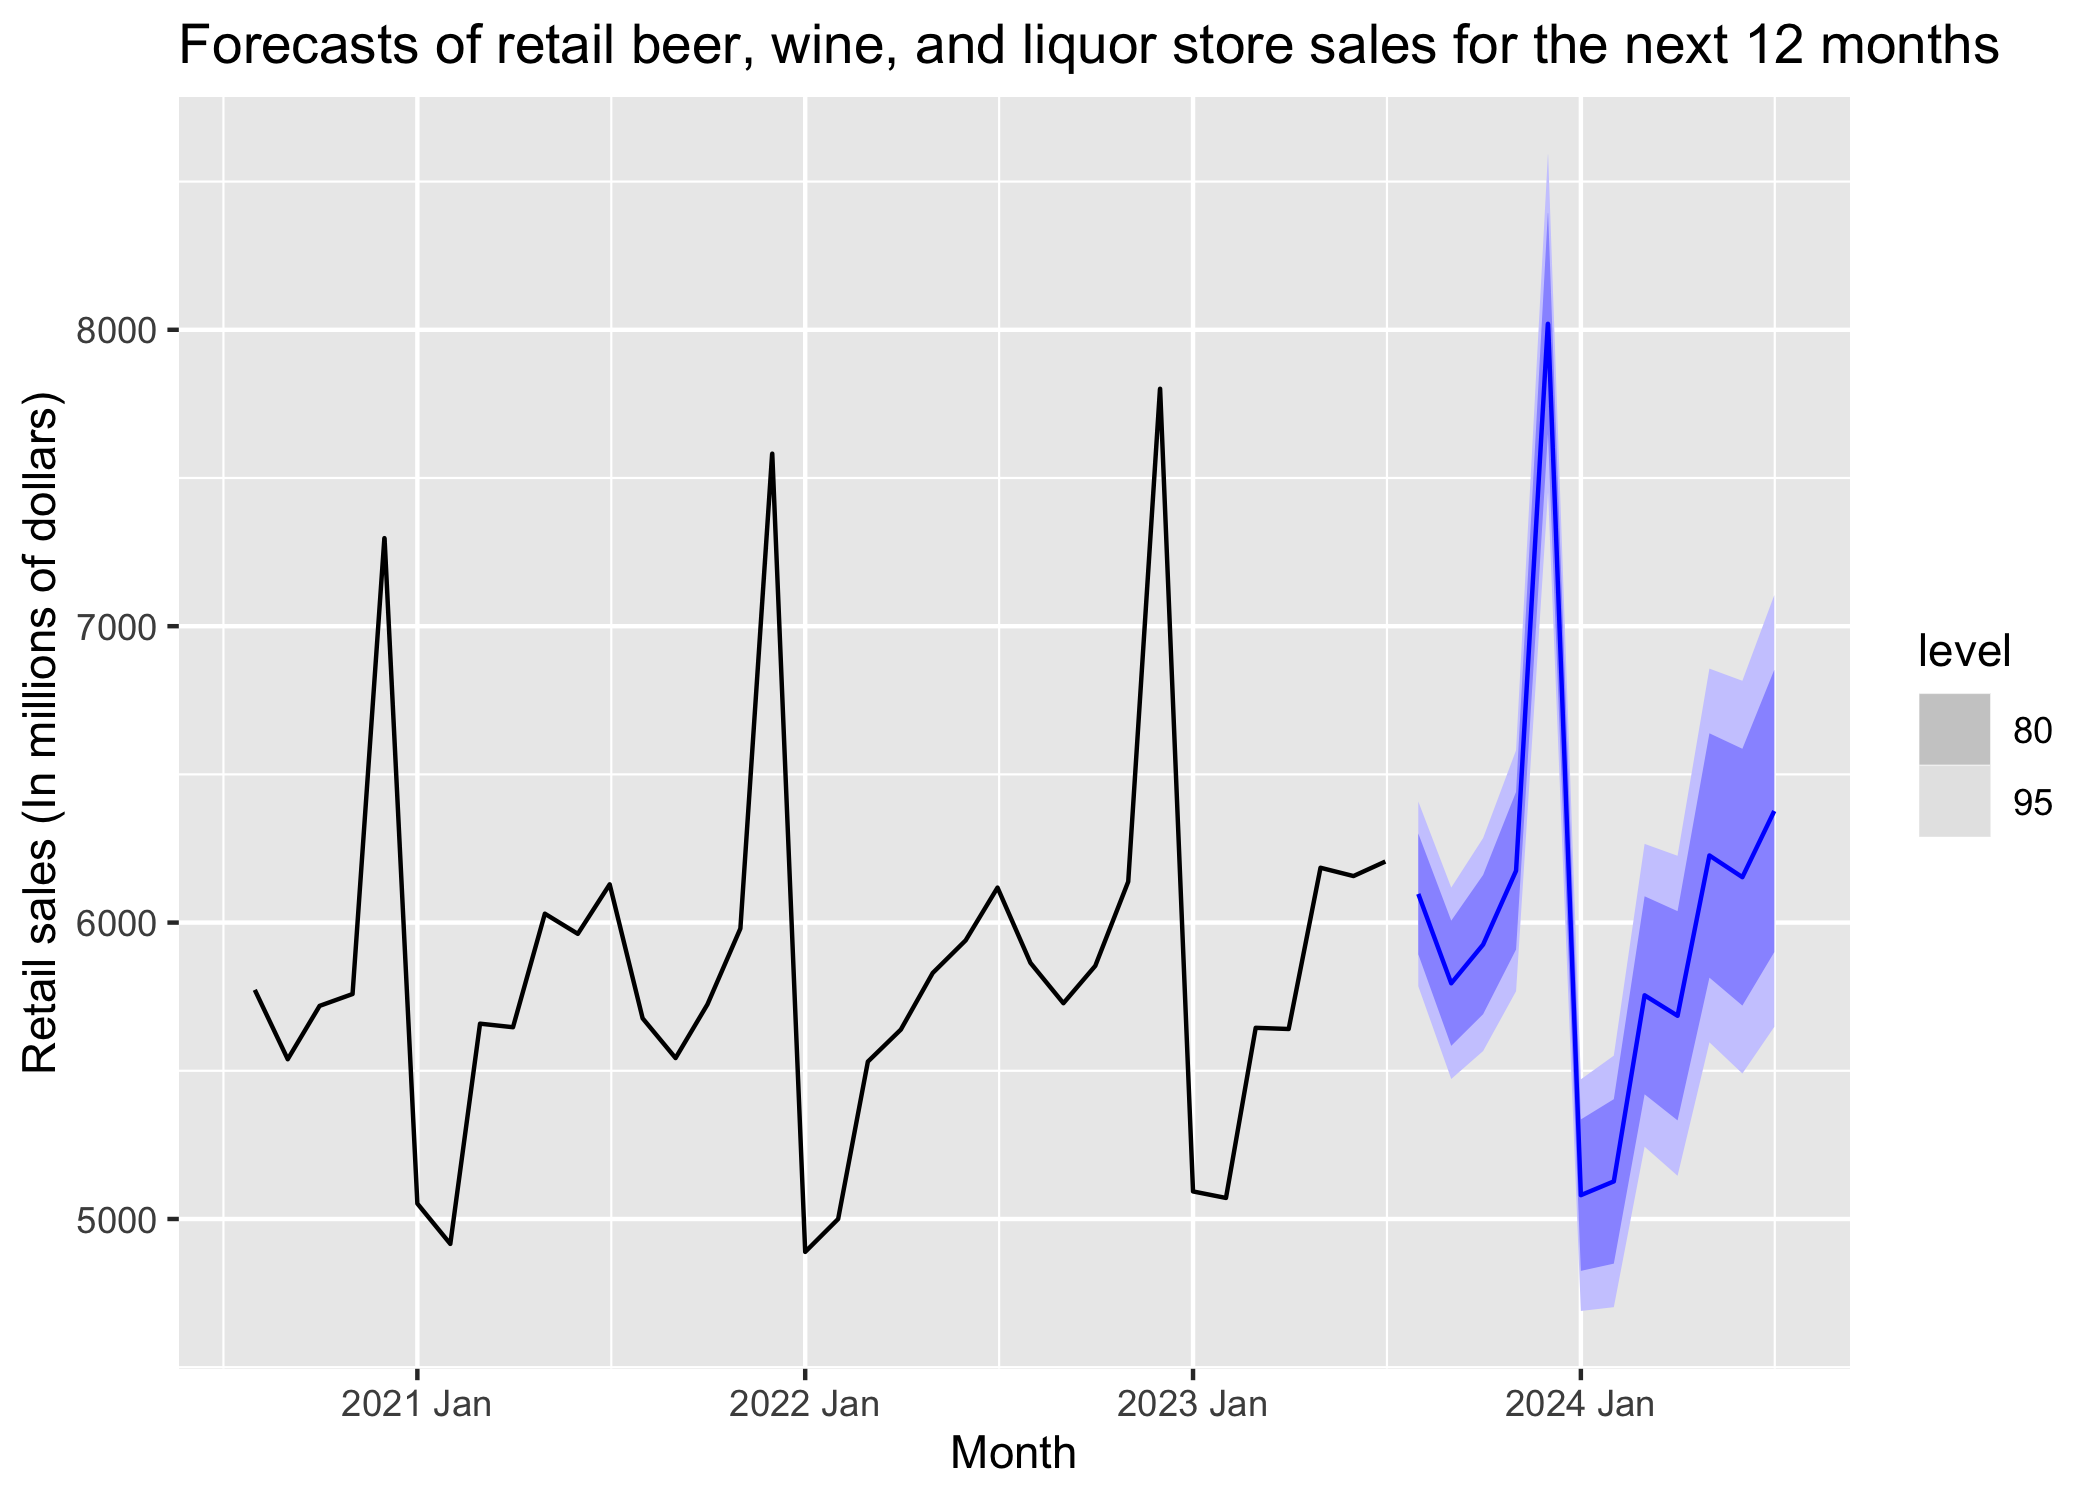 Forecasts of retail beer, wine, and liquor store sales for the next 12 months
Retail sales (In millions of dollars)
8000
7000
6000
5000
2021 Jan
2022 Jan
2023 Jan
2024 Jan
Month
level
80
95